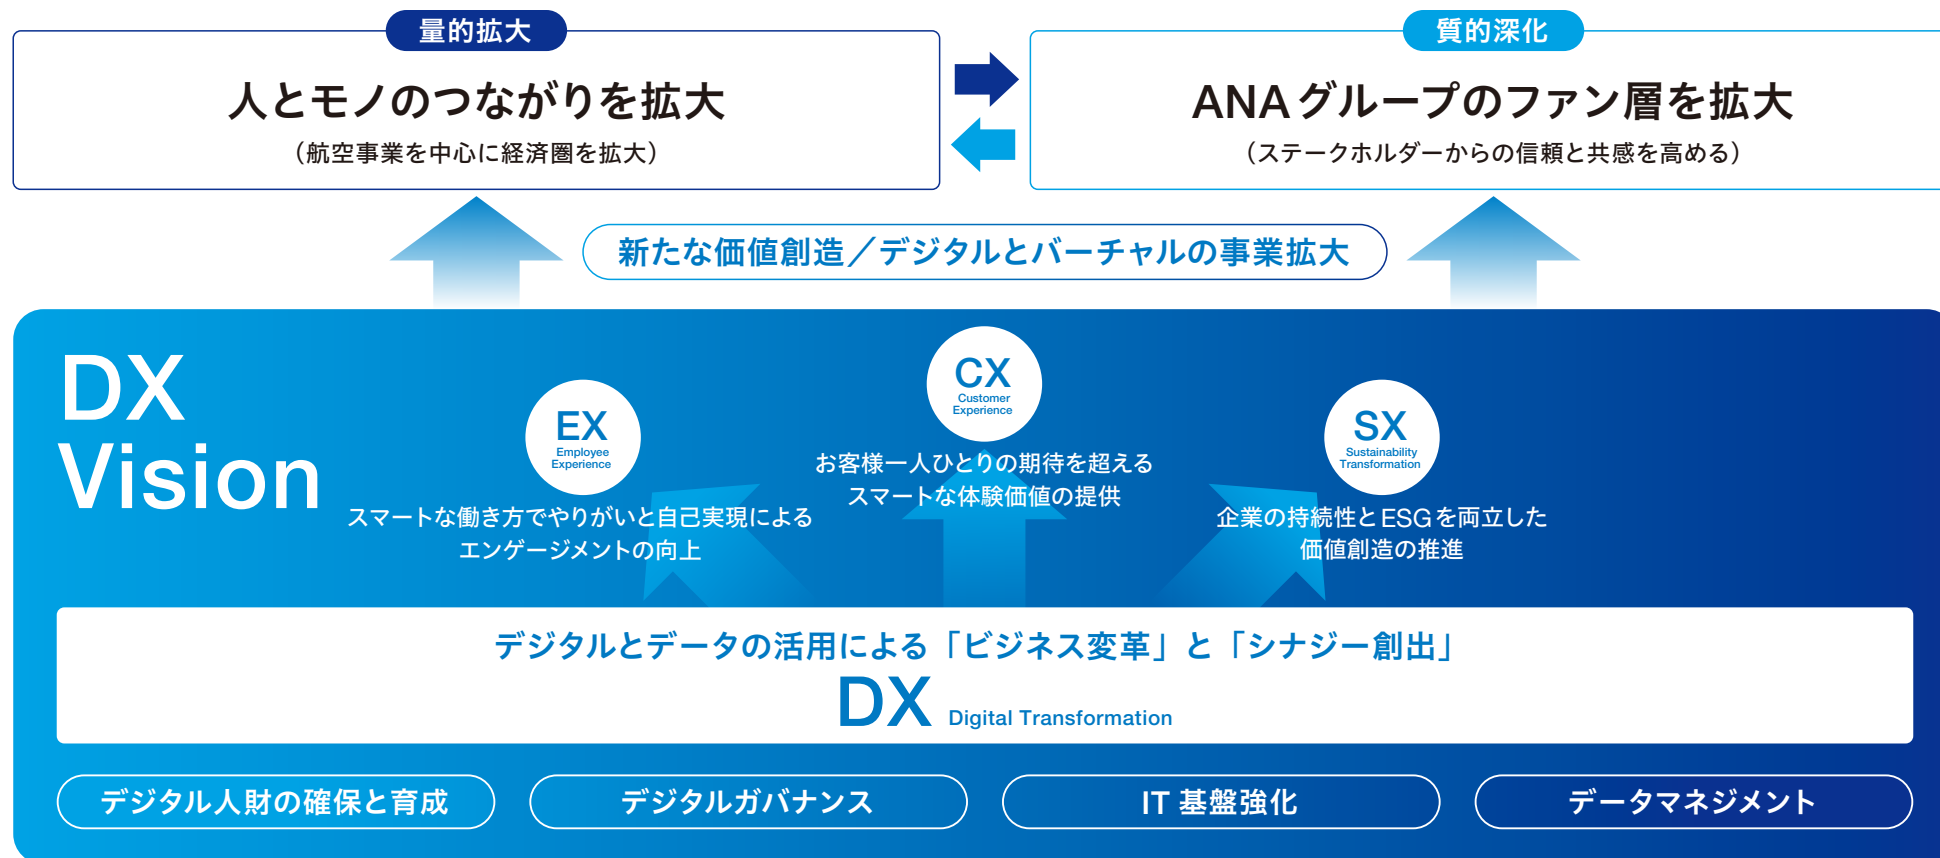 量的拡大
人とモノのつながりを拡大
（航空事業を中心に経済圏を拡大）
質的深化
ANAグループのファン層を拡大
（ステークホルダーからの信頼と共感を高める）
新たな価値創造／デジタルとバーチャルの事業拡大
DX
Vision
EX
Employee
Experience
スマートな働き方でやりがいと自己実現による
エンゲージメントの向上
CX
Customer
Experience
お客様一人ひとりの期待を超える
スマートな体験価値の提供
SX
Sustainability
Transformation
企業の持続性とESGを両立した
価値創造の推進
デジタルとデータの活用による「ビジネス変革」と「シナジー創出」
DX Digital Transformation
デジタル人財の確保と育成
デジタルガバナンス
IT 基盤強化
データマネジメント